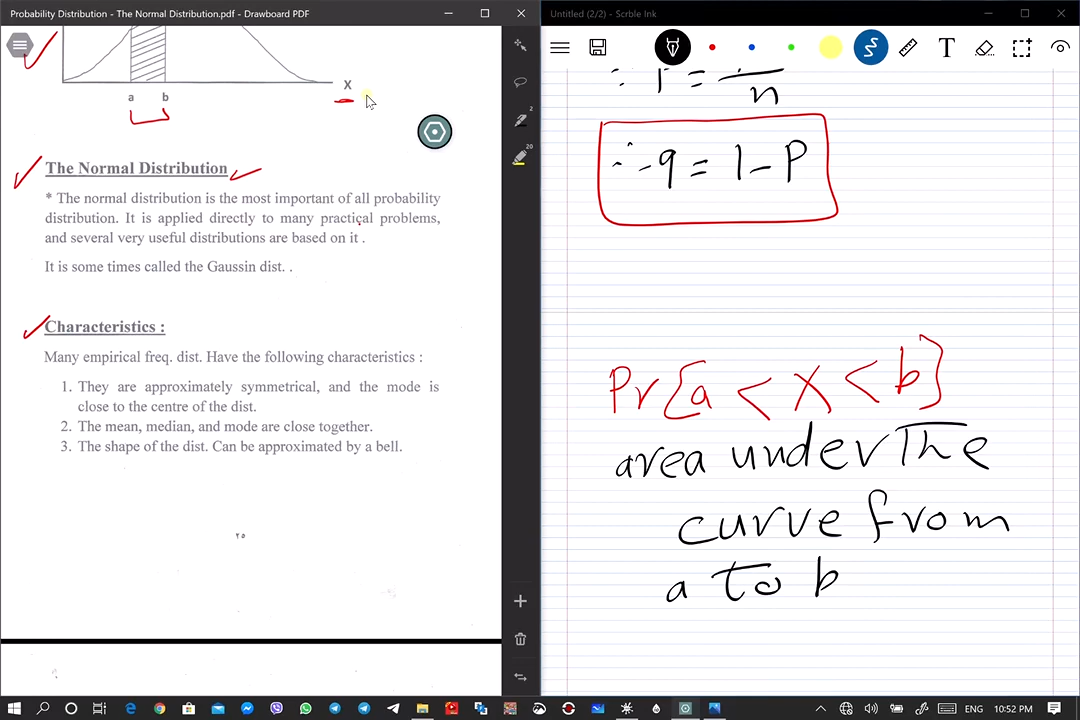 Probability Distribution - The Normal Distribution.pdf - Drawboard PDF
a b
X
The Normal Distribution
* The normal distribution is the most important of all probability
distribution. It is applied directly to many practical problems,
and several very useful distributions are based on it .
It is some times called the Gaussin dist. .
Characteristics :
Many empirical freq. dist. Have the following characteristics :
1. They are approximately symmetrical, and the mode is
close to the centre of the dist.
2. The mean, median, and mode are close together.
3. The shape of the dist. Can be approximated by a bell.
٢٥
2
20
Untitled (2/2) - Scrble Ink
T
n
∴ q = 1 - P
Pr{a < X < b}
area under The
curve from
a To b
ENG 10:52 PM